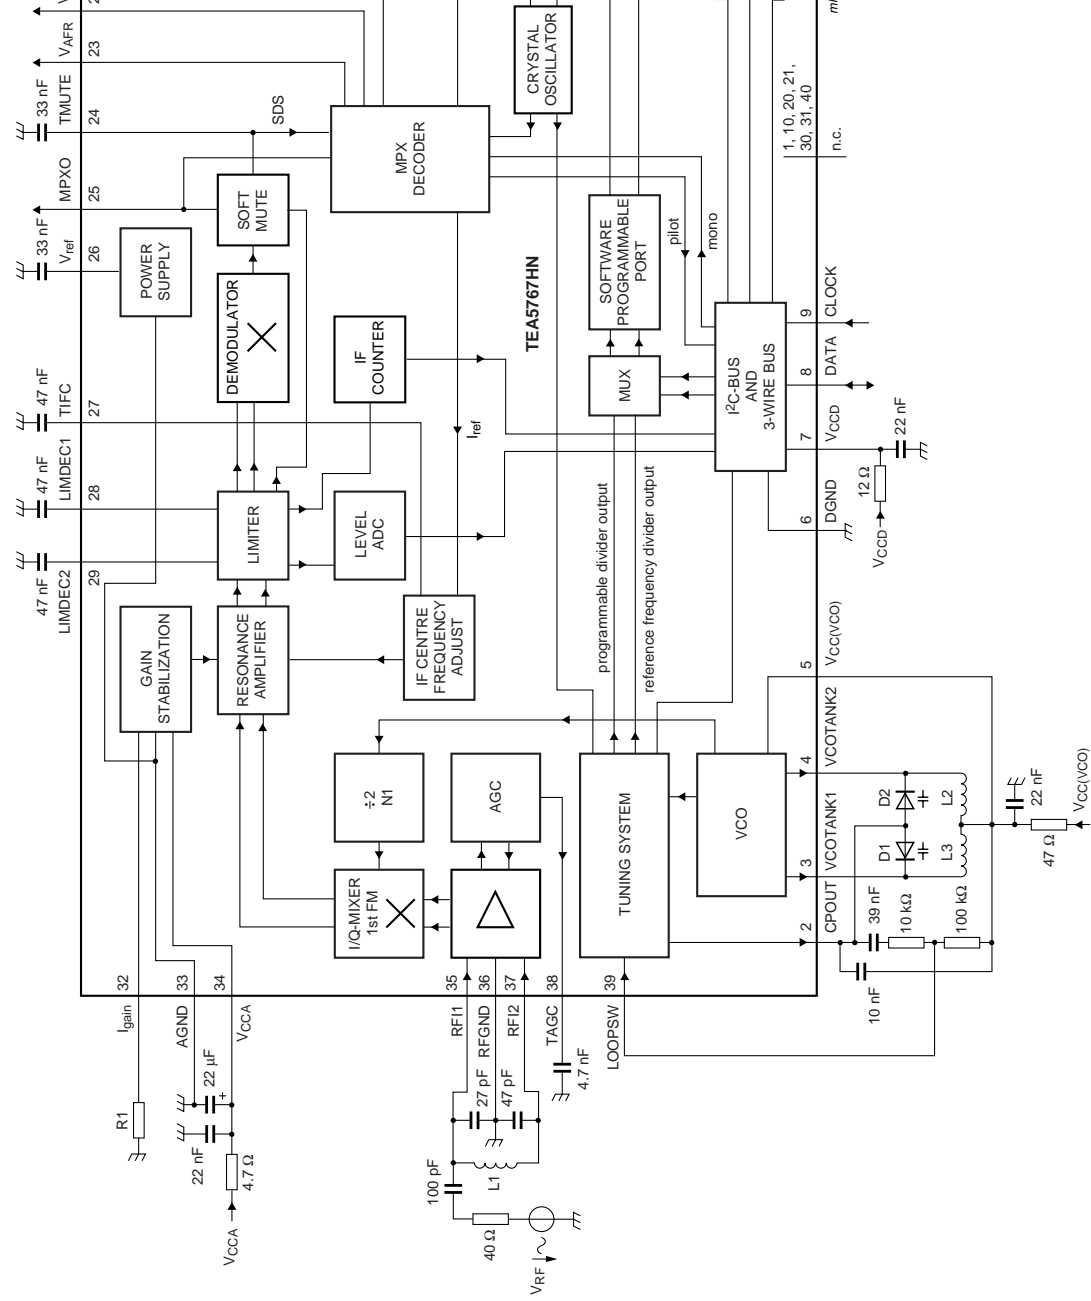 22 nF
4.7 Ω
VCCA
22 μF
+
R1
Igain
32
AGND
33
VCCA
34
GAIN
STABILIZATION
POWER
SUPPLY
47 nF
LIMDEC2
29
47 nF
LIMDEC1
28
47 nF
TIFC
27
33 nF
Vref
26
MPXO
25
33 nF
TMUTE
24
VAFR
23
RESONANCE
AMPLIFIER
LIMITER
DEMODULATOR
SOFT
MUTE
SDS
I/Q-MIXER
1st FM
÷2
N1
IF CENTRE
FREQUENCY
ADJUST
LEVEL
ADC
IF
COUNTER
Iref
MPX
DECODER
CRYSTAL
OSCILLATOR
VRF
40 Ω
100 pF
L1
27 pF
47 pF
RFI1
35
RFGND
36
RFI2
37
TAGC
38
4.7 nF
LOOPSW
39
AGC
TEA5767HN
TUNING SYSTEM
programmable divider output
reference frequency divider output
MUX
SOFTWARE
PROGRAMMABLE
PORT
pilot
mono
VCO
I2C-BUS
AND
3-WIRE BUS
2
CPOUT
3
VCOTANK1
4
VCOTANK2
5
VCC(VCO)
6
DGND
7
VCCD
8
DATA
9
CLOCK
1, 10, 20, 21,
30, 31, 40
n.c.
10 nF
39 nF
10 kΩ
100 kΩ
D1
D2
L3
L2
47 Ω
22 nF
VCC(VCO)
12 Ω
VCCD
22 nF